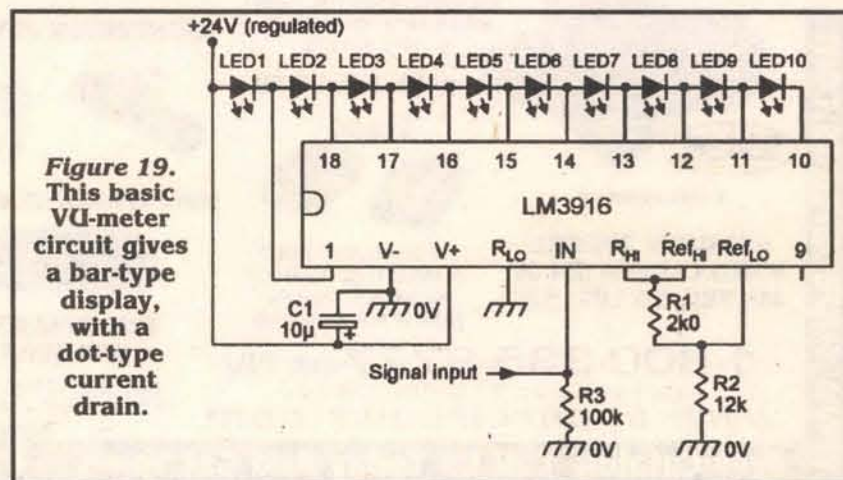 +24V (regulated)
LED1 LED2 LED3 LED4 LED5 LED6 LED7 LED8 LED9 LED10
18 17 16 15 14 13 12 11 10
LM3916
1 V- V+ RLO IN RHI RefHI RefLO 9
Figure 19.
This basic
VU-meter
circuit gives
a bar-type
display,
with a
dot-type
current
drain.
C1
10µ
+
0V
R1
2k0
Signal input
R3
100k
R2
12k
0V
0V